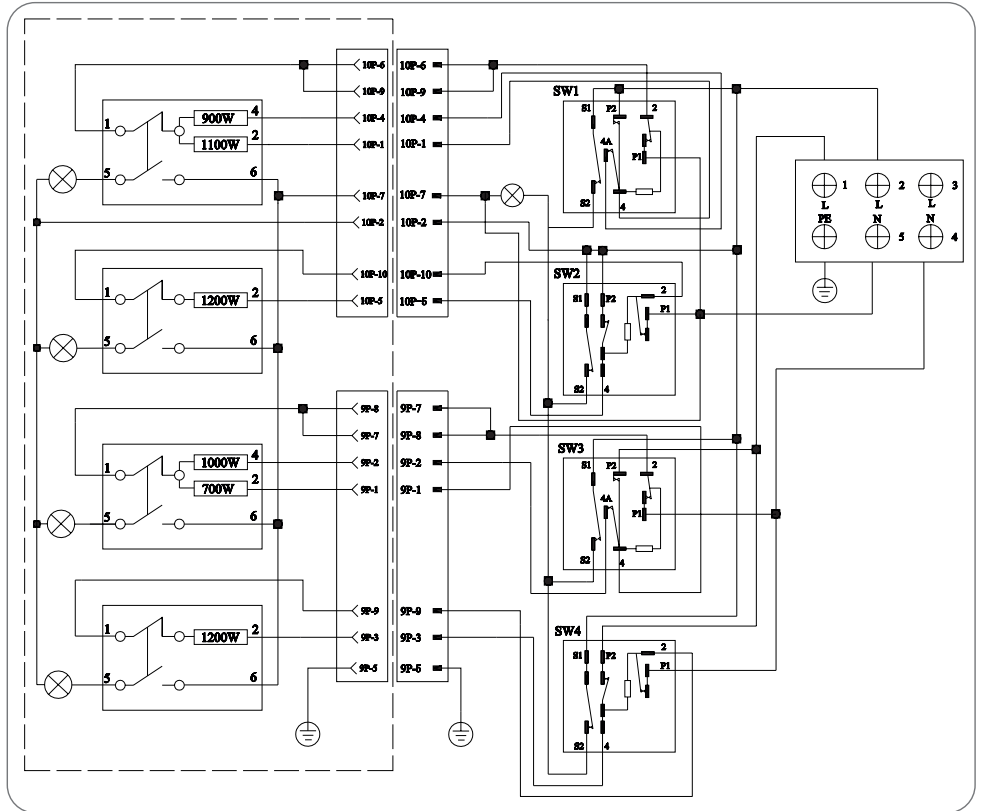 10P-6 10P-6
10P-9 10P-9
SW1
S1 P2 2
900W 4
10P-4 10P-4
1 1100W 2
10P-1 10P-1
4A
P1
5 6
10P-7 10P-7
S2 4
1 2 3
L L L
PE N N
5 4
10P-2 10P-2
10P-10 10P-10
SW2
1 1200W 2
10P-5 10P-5
S1 P2 2
P1
5 6
S2 4
9P-8 9P-7
9P-7 9P-8
SW3
1000W 4
9P-2 9P-2
S1 P2 2
1 700W 2
9P-1 9P-1
4A
P1
5 6
S2 4
9P-9 9P-9
1 1200W 2
9P-3 9P-3
SW4
S1 P2 2
P1
9P-5 9P-5
5 6
S2 4